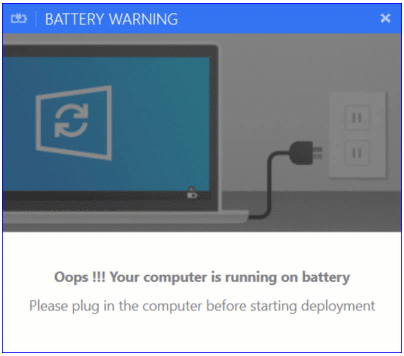 BATTERY WARNING
Oops !!! Your computer is running on battery
Please plug in the computer before starting deployment